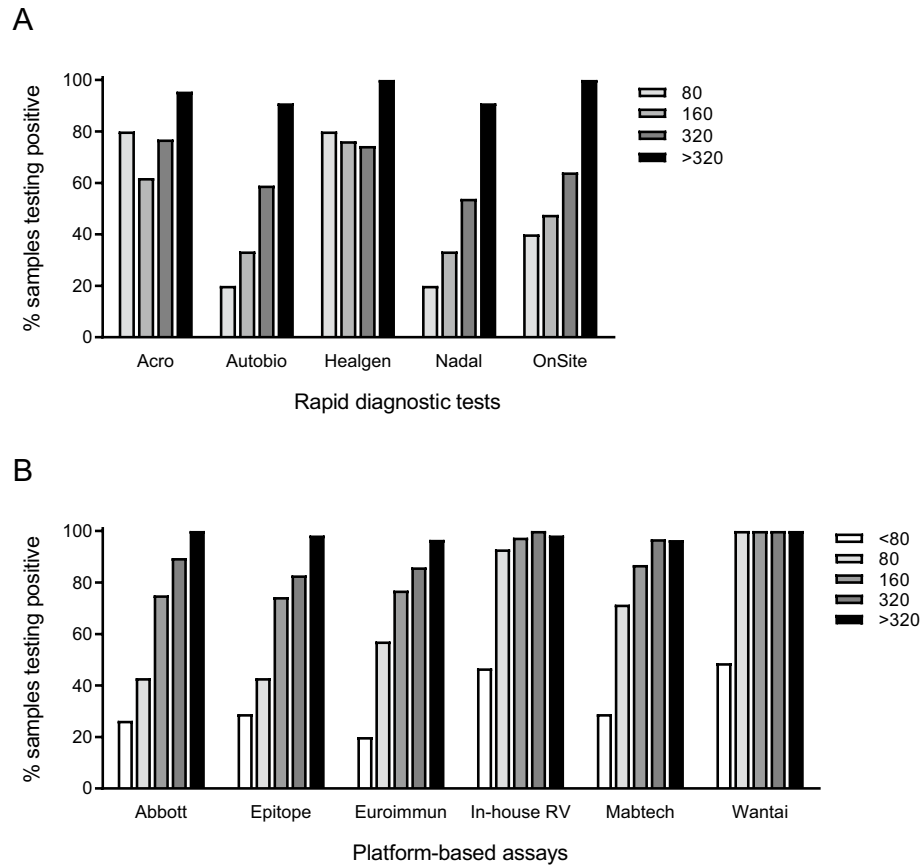 A
% samples testing positive
100
80
60
40
20
0
Acro Autobio Healgen Nadal OnSite
Rapid diagnostic tests
80
160
320
>320
B
% samples testing positive
100
80
60
40
20
0
Abbott Epitope Euroimmun In-house RV Mabtech Wantai
Platform-based assays
<80
80
160
320
>320